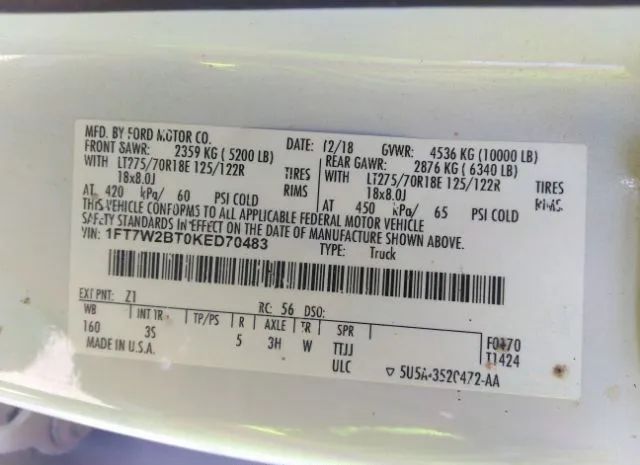 MFD. BY FORD MOTOR CO. DATE: 12/18 GVWR: 4536 KG (10000 LB)
FRONT GAWR: 2359 KG ( 5200 LB) REAR GAWR: 2876 KG ( 6340 LB)
WITH LT275/70R18E 125/122R TIRES WITH LT275/70R18E 125/122R TIRES
18x8.0J RIMS 18x8.0J RIMS
AT 420 kPa/ 60 PSI COLD AT 450 kPa/ 65 PSI COLD
THIS VEHICLE CONFORMS TO ALL APPLICABLE FEDERAL MOTOR VEHICLE
SAFETY STANDARDS IN EFFECT ON THE DATE OF MANUFACTURE SHOWN ABOVE.
VIN: 1FT7W2BT0KED70483 TYPE: Truck
EXT PNT: Z1 RC: 56 DSO:
WB INT TR TP/PS R AXLE TR SPR
160 3S 5 3H W TTJJ F0170
MADE IN U.S.A. ULC T1424
▽ 5U5A-3520472-AA